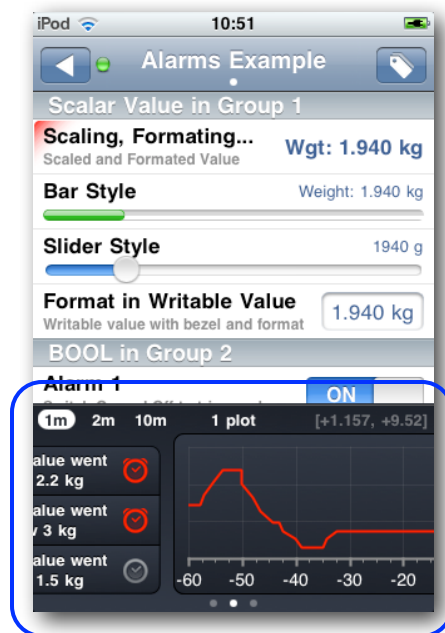 iPod 10:51
Alarms Example
Scalar Value in Group 1
Scaling, Formating...
Wgt: 1.940 kg
Scaled and Formated Value
Bar Style
Weight: 1.940 kg
Slider Style
1940 g
Format in Writable Value
1.940 kg
Writable value with bezel and format
BOOL in Group 2
Alarm 1
ON
1m 2m 10m 1 plot [+1.157, +9.52]
alue went
2.2 kg
alue went
3 kg
alue went
1.5 kg
-60 -50 -40 -30 -20